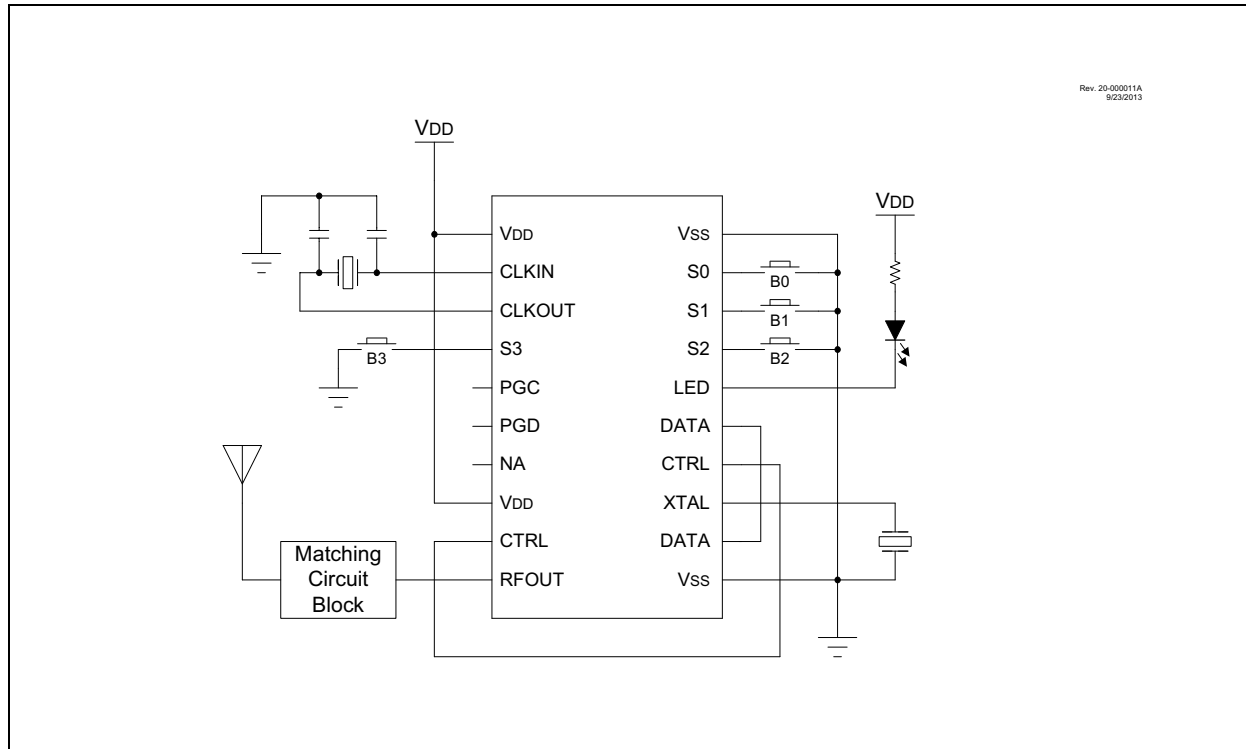 Rev. 20-000011A
9/23/2013
VDD
VDD
VDD
VSS
CLKIN
S0
B0
CLKOUT
S1
B1
S3
B3
S2
B2
PGC
LED
PGD
DATA
NA
CTRL
VDD
XTAL
CTRL
DATA
Matching
Circuit
Block
RFOUT
VSS